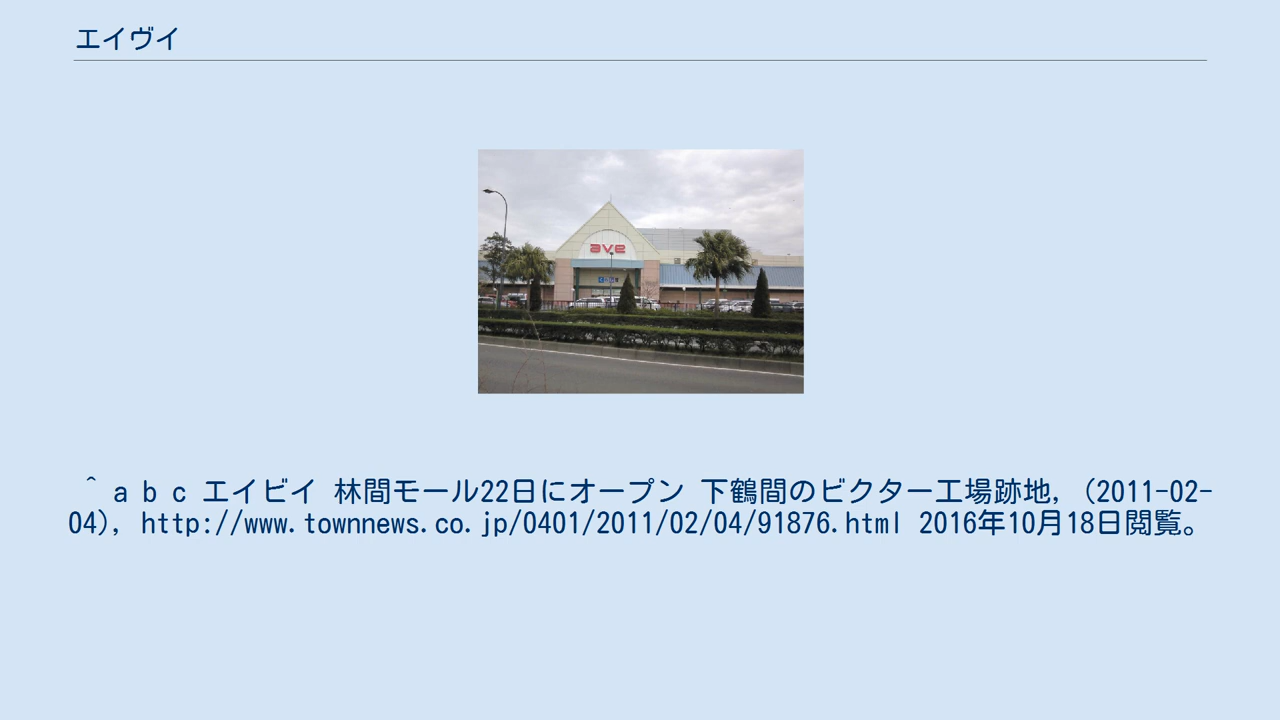 エイヴイ
ave
^ a b c エイビイ 林間モール22日にオープン 下鶴間のビクター工場跡地, (2011-02-
04), http://www.townnews.co.jp/0401/2011/02/04/91876.html 2016年10月18日閲覧。